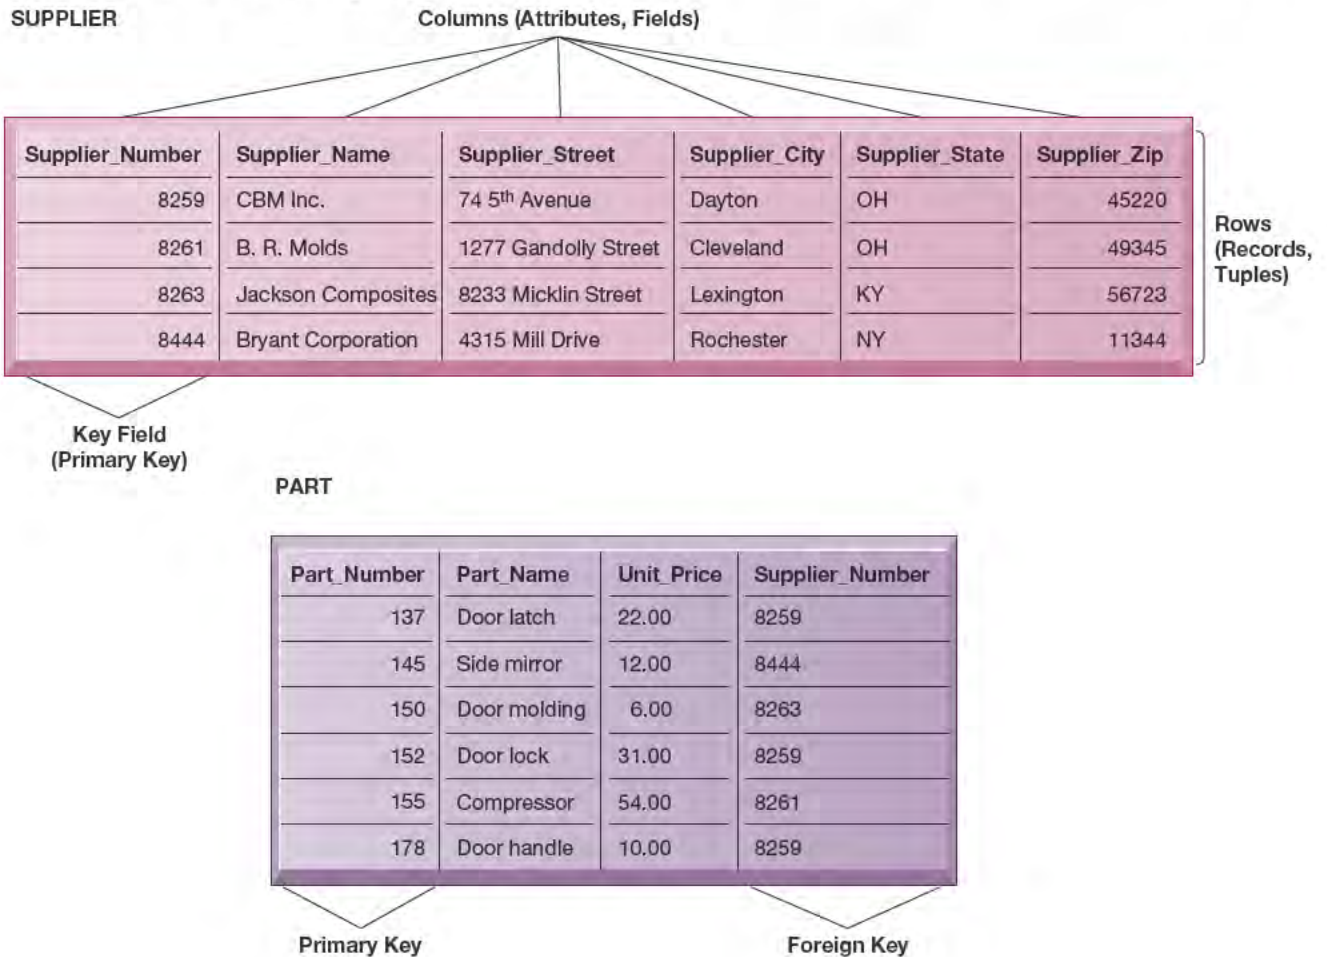 SUPPLIER
Columns (Attributes, Fields)
Supplier_Number Supplier_Name Supplier_Street Supplier_City Supplier_State Supplier_Zip
8259 CBM Inc. 74 5th Avenue Dayton OH 45220
8261 B. R. Molds 1277 Gandolly Street Cleveland OH 49345
8263 Jackson Composites 8233 Micklin Street Lexington KY 56723
8444 Bryant Corporation 4315 Mill Drive Rochester NY 11344
Rows
(Records,
Tuples)
Key Field
(Primary Key)
PART
Part_Number Part_Name Unit_Price Supplier_Number
137 Door latch 22.00 8259
145 Side mirror 12.00 8444
150 Door molding 6.00 8263
152 Door lock 31.00 8259
155 Compressor 54.00 8261
178 Door handle 10.00 8259
Primary Key
Foreign Key